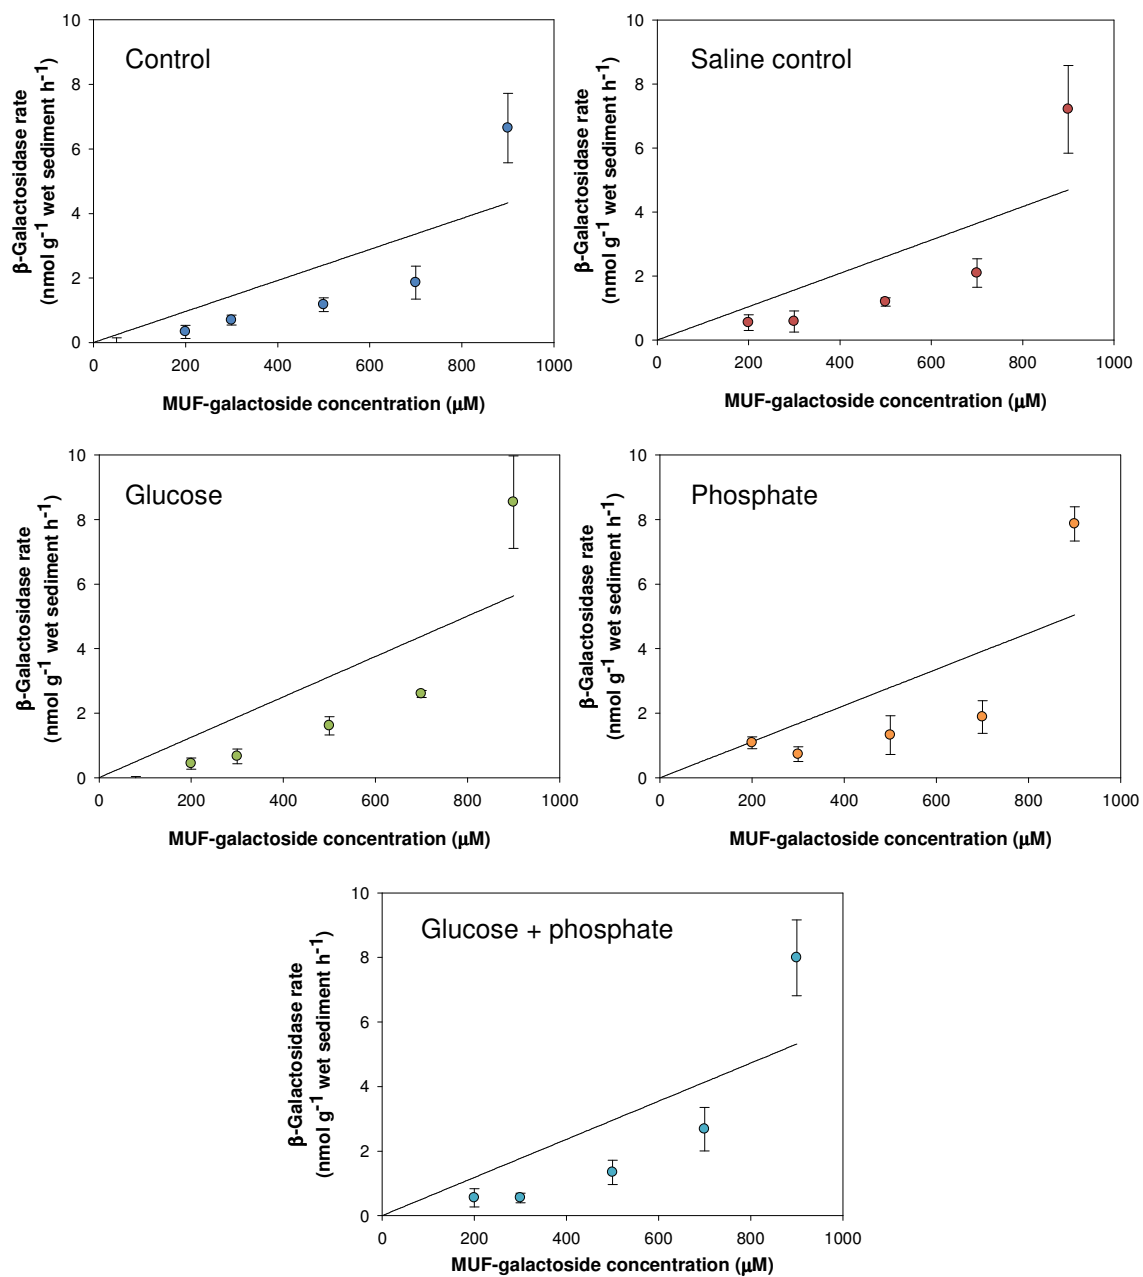 Control
β-Galactosidase rate
(nmol g-1 wet sediment h-1)
10
8
6
4
2
0
0 200 400 600 800 1000
MUF-galactoside concentration (μM)
Saline control
β-Galactosidase rate
(nmol g-1 wet sediment h-1)
10
8
6
4
2
0
0 200 400 600 800 1000
MUF-galactoside concentration (μM)
Glucose
β-Galactosidase rate
(nmol g-1 wet sediment h-1)
10
8
6
4
2
0
0 200 400 600 800 1000
MUF-galactoside concentration (μM)
Phosphate
β-Galactosidase rate
(nmol g-1 wet sediment h-1)
10
8
6
4
2
0
0 200 400 600 800 1000
MUF-galactoside concentration (μM)
Glucose + phosphate
β-Galactosidase rate
(nmol g-1 wet sediment h-1)
10
8
6
4
2
0
0 200 400 600 800 1000
MUF-galactoside concentration (μM)